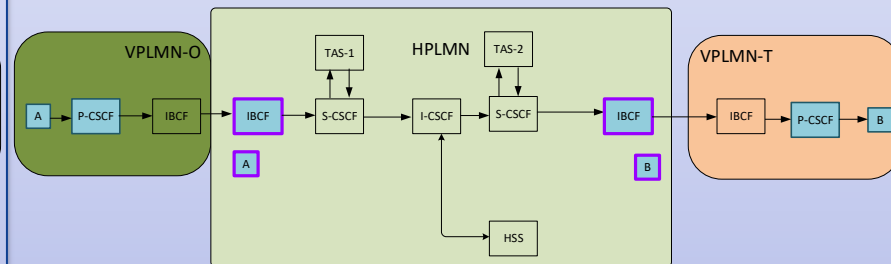 VPLMN-O
A
P-CSCF
IBCF
HPLMN
TAS-1
TAS-2
IBCF
S-CSCF
I-CSCF
S-CSCF
IBCF
A
B
HSS
VPLMN-T
IBCF
P-CSCF
B